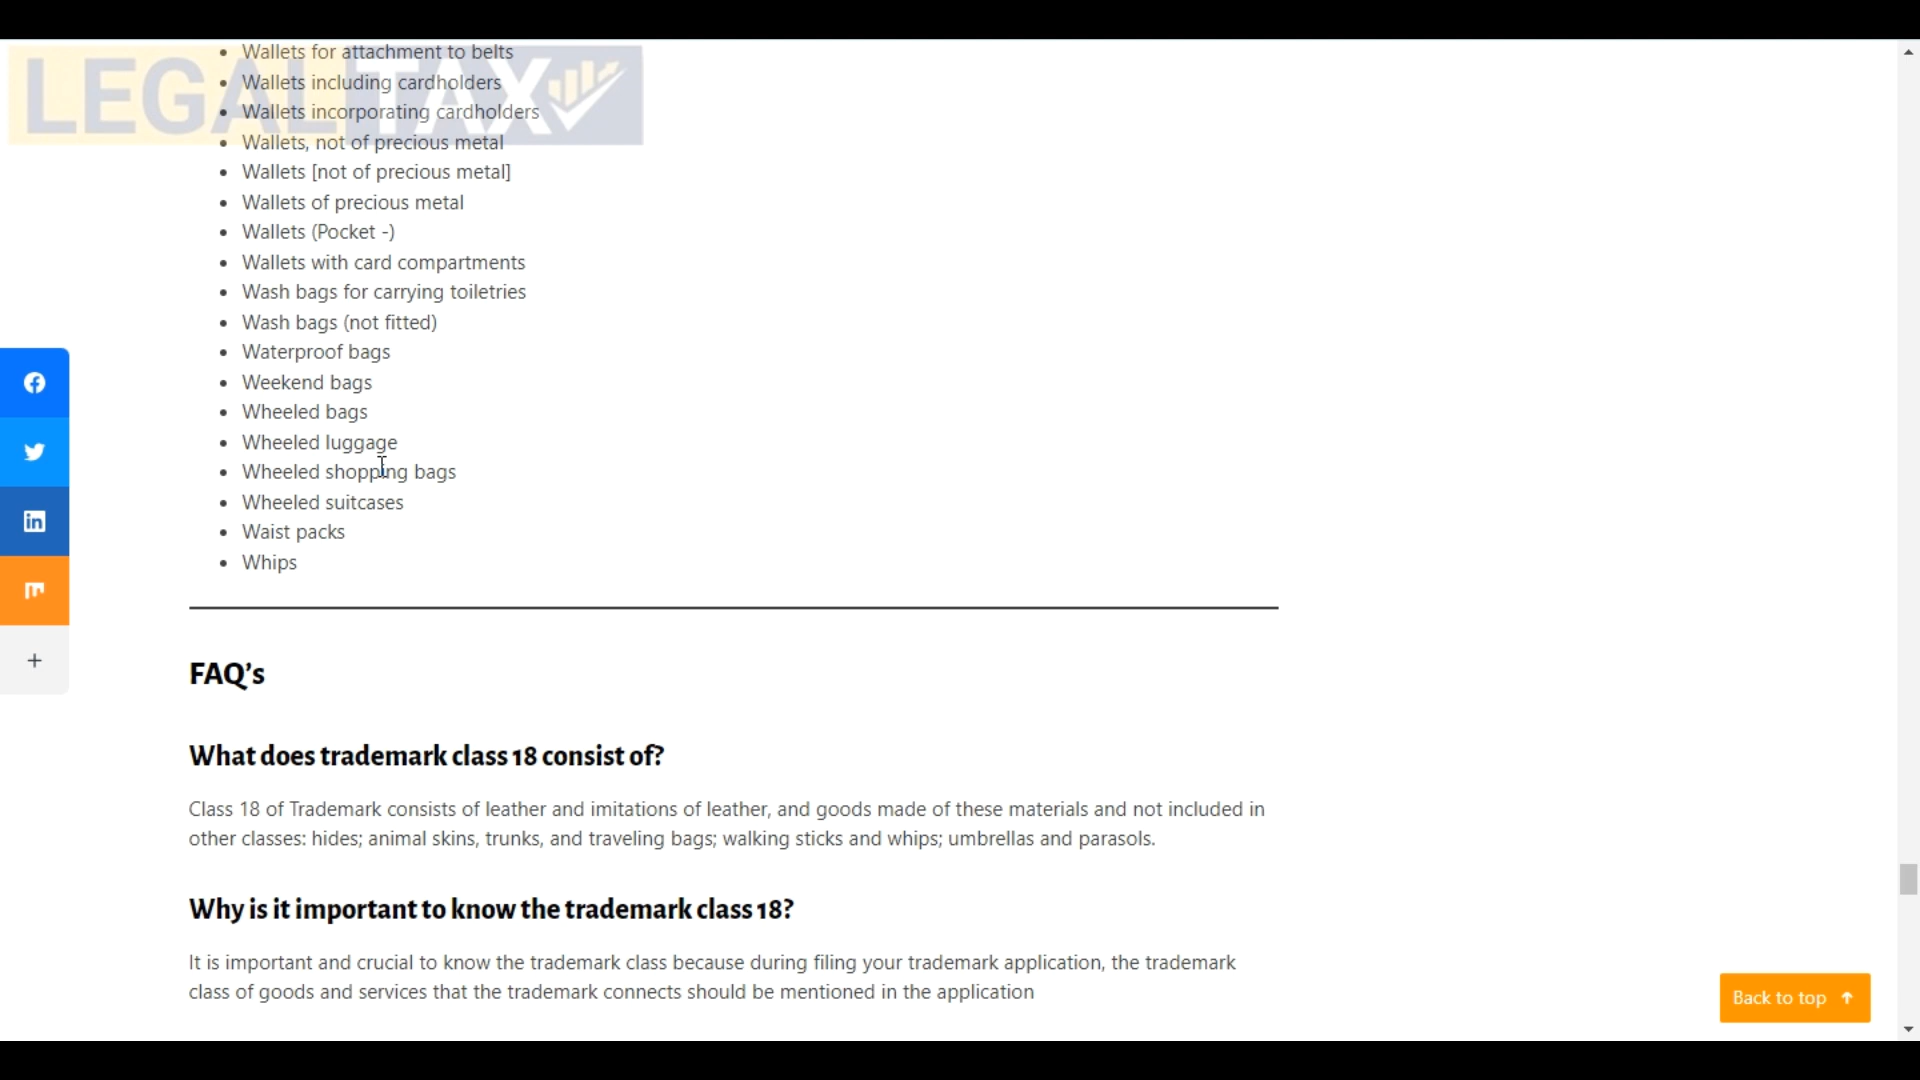 LEGALTAX
Wallets for attachment to belts
Wallets including cardholders
Wallets incorporating cardholders
Wallets, not of precious metal
Wallets [not of precious metal]
Wallets of precious metal
Wallets (Pocket -)
Wallets with card compartments
Wash bags for carrying toiletries
Wash bags (not fitted)
Waterproof bags
Weekend bags
Wheeled bags
Wheeled luggage
Wheeled shopping bags
Wheeled suitcases
Waist packs
Whips
FAQ’s
What does trademark class 18 consist of?
Class 18 of Trademark consists of leather and imitations of leather, and goods made of these materials and not included in
other classes: hides; animal skins, trunks, and traveling bags; walking sticks and whips; umbrellas and parasols.
Why is it important to know the trademark class 18?
It is important and crucial to know the trademark class because during filing your trademark application, the trademark
class of goods and services that the trademark connects should be mentioned in the application
Back to top